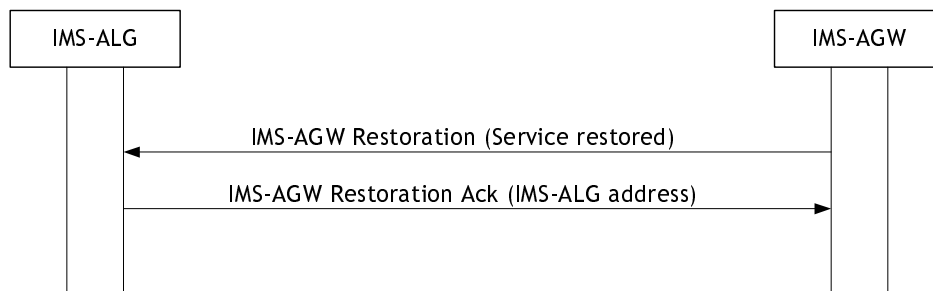 IMS-ALG
IMS-AGW
IMS-AGW Restoration (Service restored)
IMS-AGW Restoration Ack (IMS-ALG address)